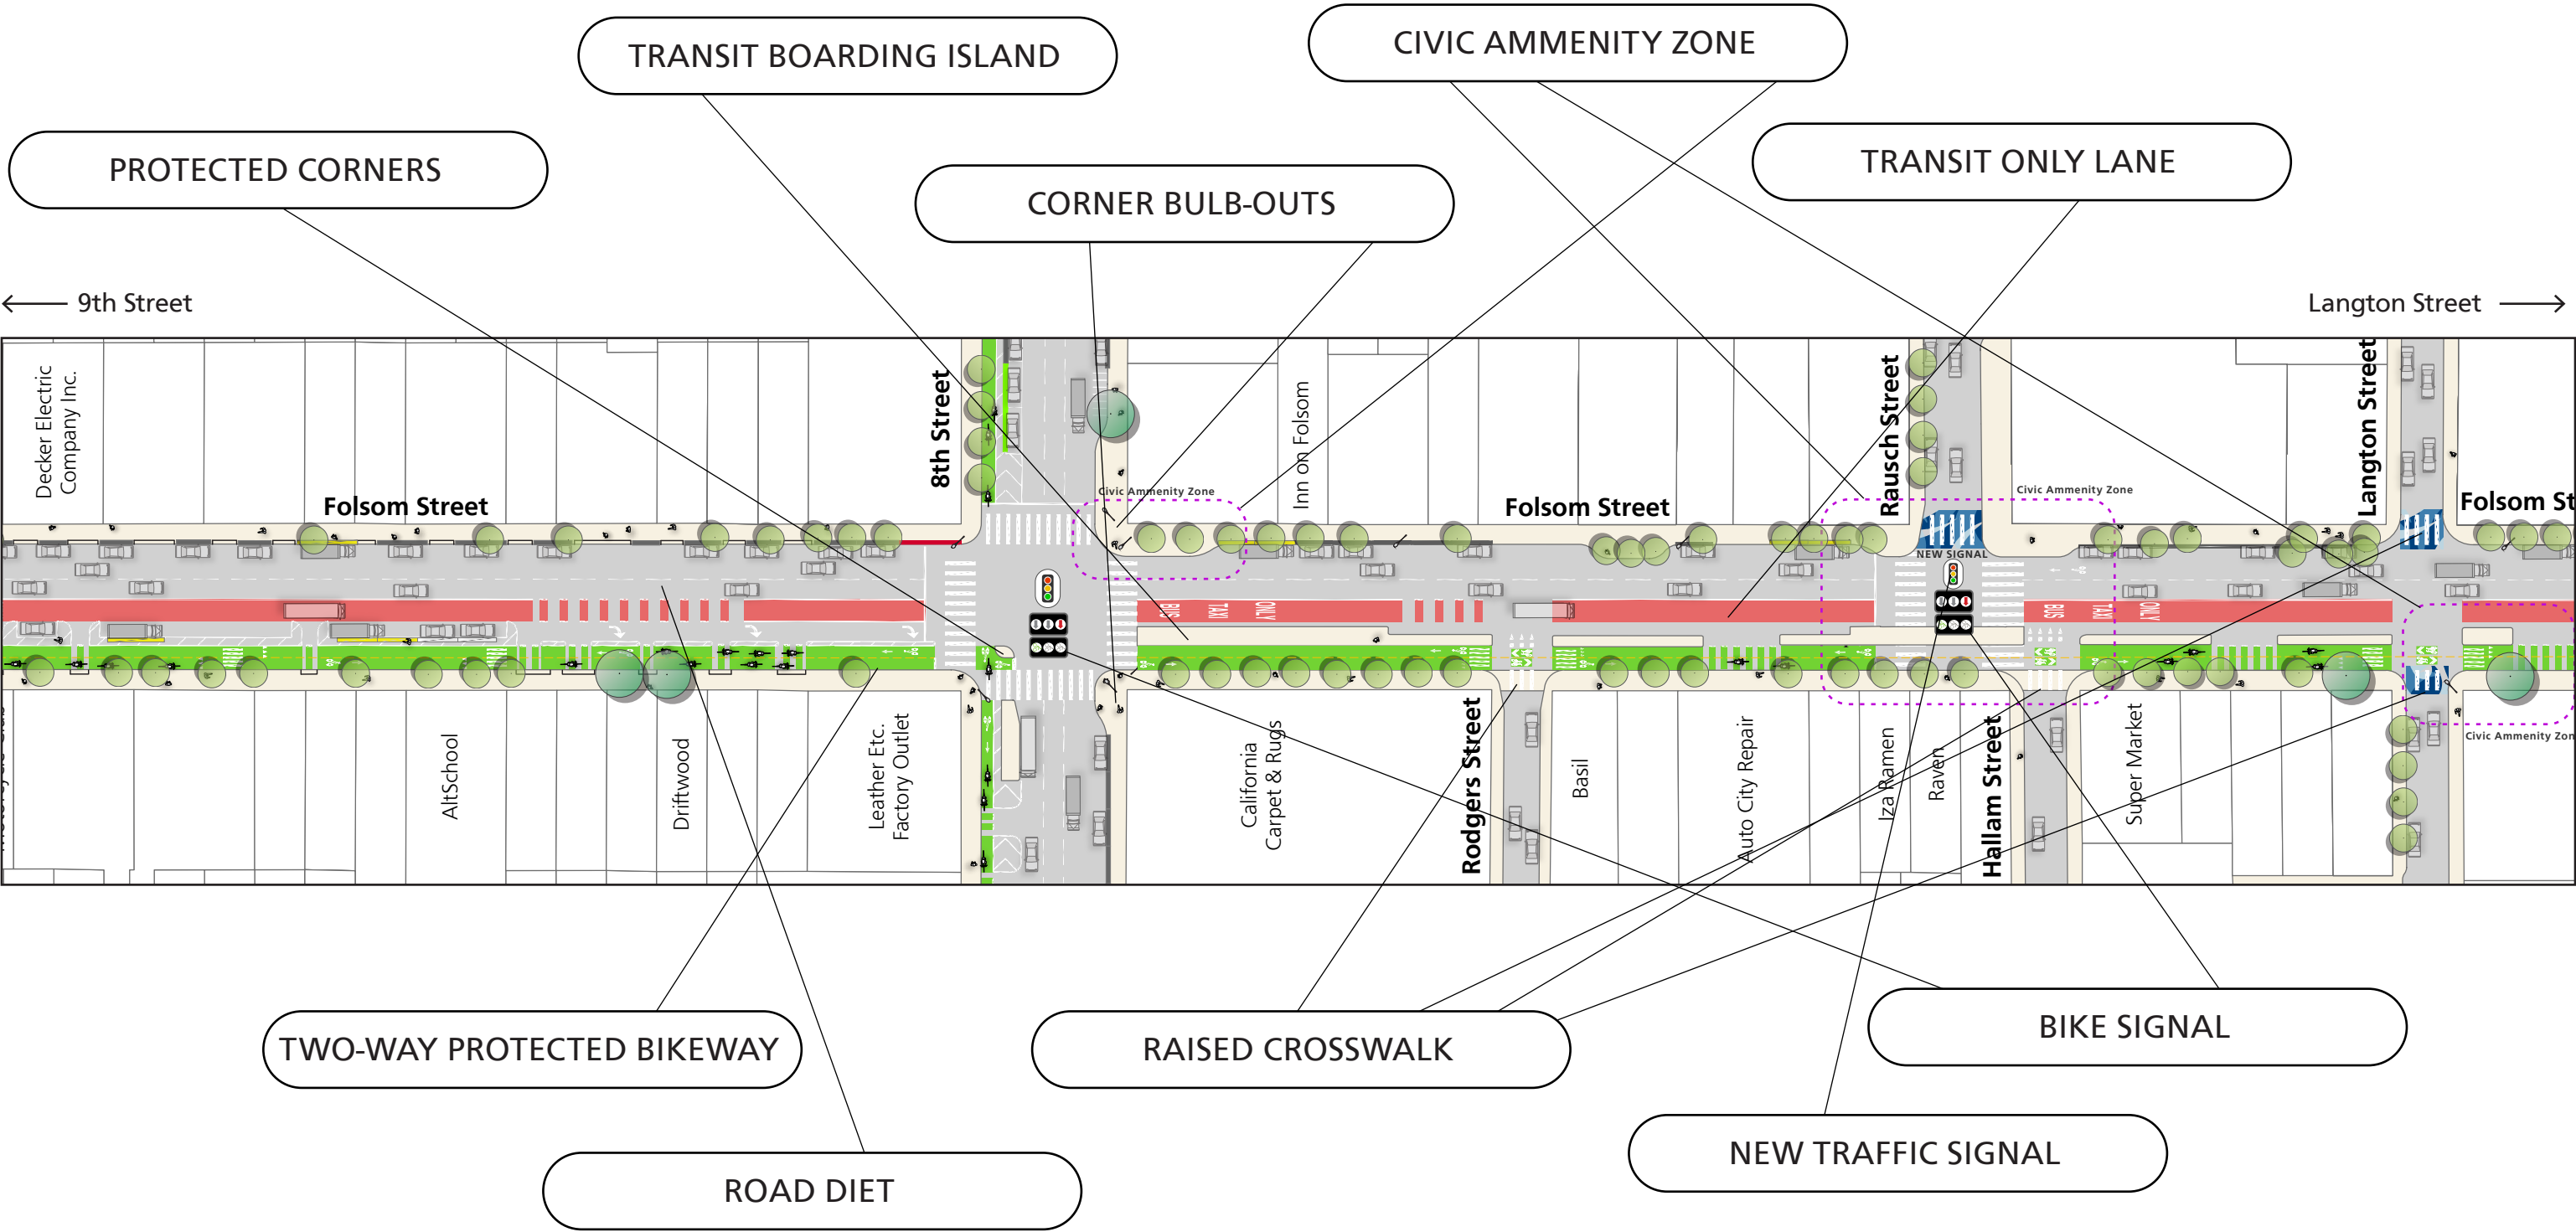 CIVIC AMMENITY ZONE
TRANSIT BOARDING ISLAND
TRANSIT ONLY LANE
PROTECTED CORNERS
CORNER BULB-OUTS
9th Street
Langton Street
Decker Electric
Company Inc.
Folsom Street
8th Street
Civic Ammenity Zone
Inn on Folsom
Folsom Street
Rausch Street
Civic Ammenity Zone
Langton Street
Folsom St
NEW SIGNAL
BUS
TAXI
ONLY
BUS
TAXI
ONLY
AltSchool
Driftwood
Leather Etc.
Factory Outlet
California
Carpet & Rugs
Rodgers Street
Basil
Auto City Repair
Iza Ramen
Raven
Hallam Street
Super Market
Civic Ammenity Zon
TWO-WAY PROTECTED BIKEWAY
RAISED CROSSWALK
BIKE SIGNAL
NEW TRAFFIC SIGNAL
ROAD DIET